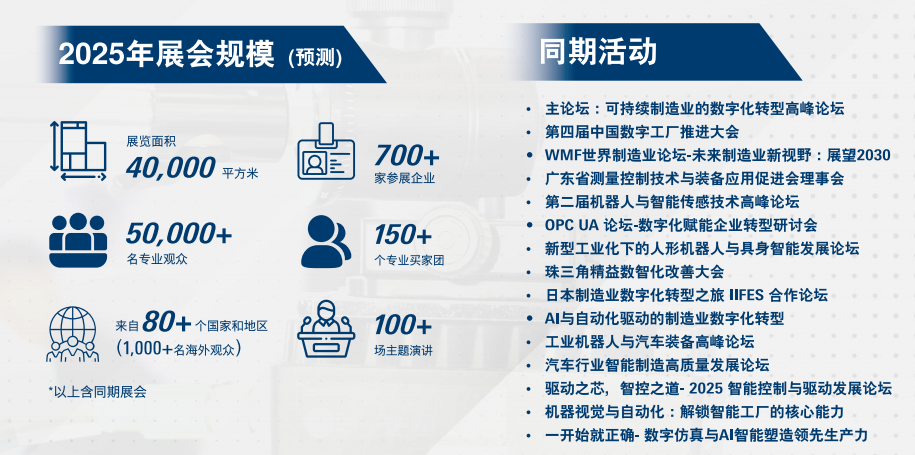 2025年展会规模 (预测)
展览面积
40,000 平方米
700+
家参展企业
50,000+
名专业观众
150+
个专业买家团
来自80+个国家和地区
(1,000+名海外观众)
100+
场主题演讲
*以上含同期展会
同期活动
• 主论坛：可持续制造业的数字化转型高峰论坛
• 第四届中国数字工厂推进大会
• WMF世界制造业论坛-未来制造业新视野：展望2030
• 广东省测量控制技术与装备应用促进会理事会
• 第二届机器人与智能传感技术高峰论坛
• OPC UA 论坛-数字化赋能企业转型研讨会
• 新型工业化下的人形机器人与具身智能发展论坛
• 珠三角精益数智化改善大会
• 日本制造业数字化转型之旅 IIFES 合作论坛
• AI与自动化驱动的制造业数字化转型
• 工业机器人与汽车装备高峰论坛
• 汽车行业智能制造高质量发展论坛
• 驱动之芯，智控之道- 2025 智能控制与驱动发展论坛
• 机器视觉与自动化：解锁智能工厂的核心能力
• 一开始就正确- 数字仿真与AI智能塑造领先生产力